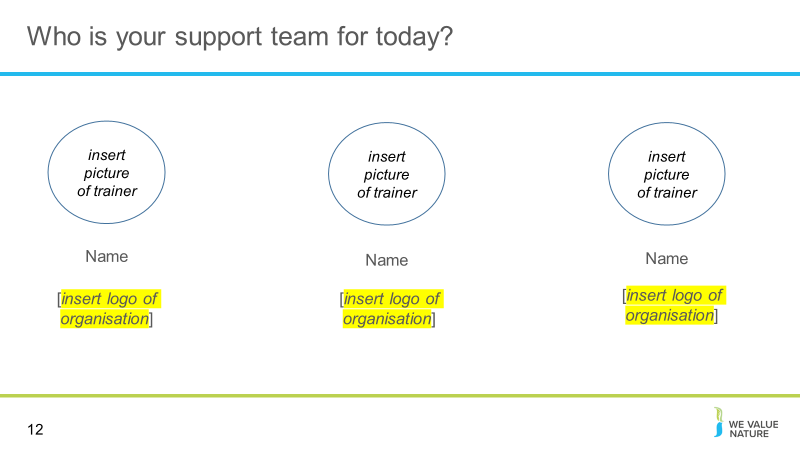 Who is your support team for today?
insert
picture
of trainer
Name
[insert logo of
organisation]
insert
picture
of trainer
Name
[insert logo of
organisation]
insert
picture
of trainer
Name
[insert logo of
organisation]
12
WE VALUE
NATURE